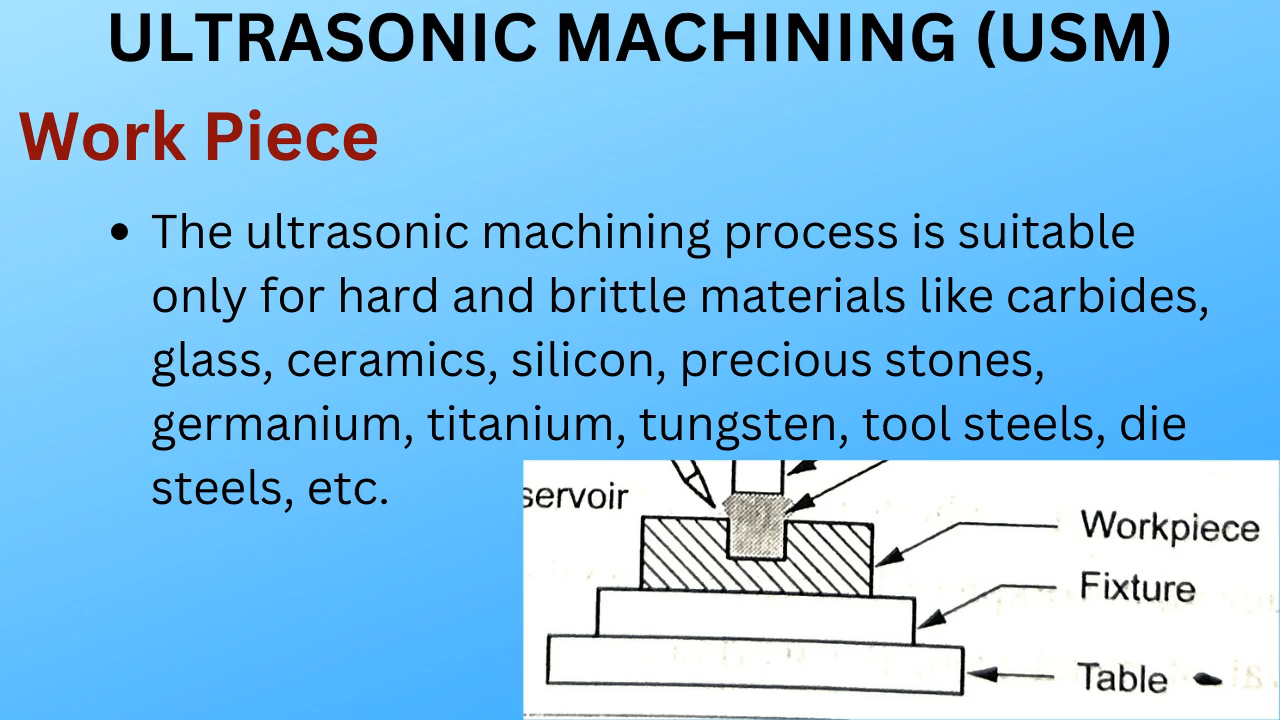 ULTRASONIC MACHINING (USM)
Work Piece
• The ultrasonic machining process is suitable
only for hard and brittle materials like carbides,
glass, ceramics, silicon, precious stones,
germanium, titanium, tungsten, tool steels, die
steels, etc.
servoir
Workpiece
Fixture
Table